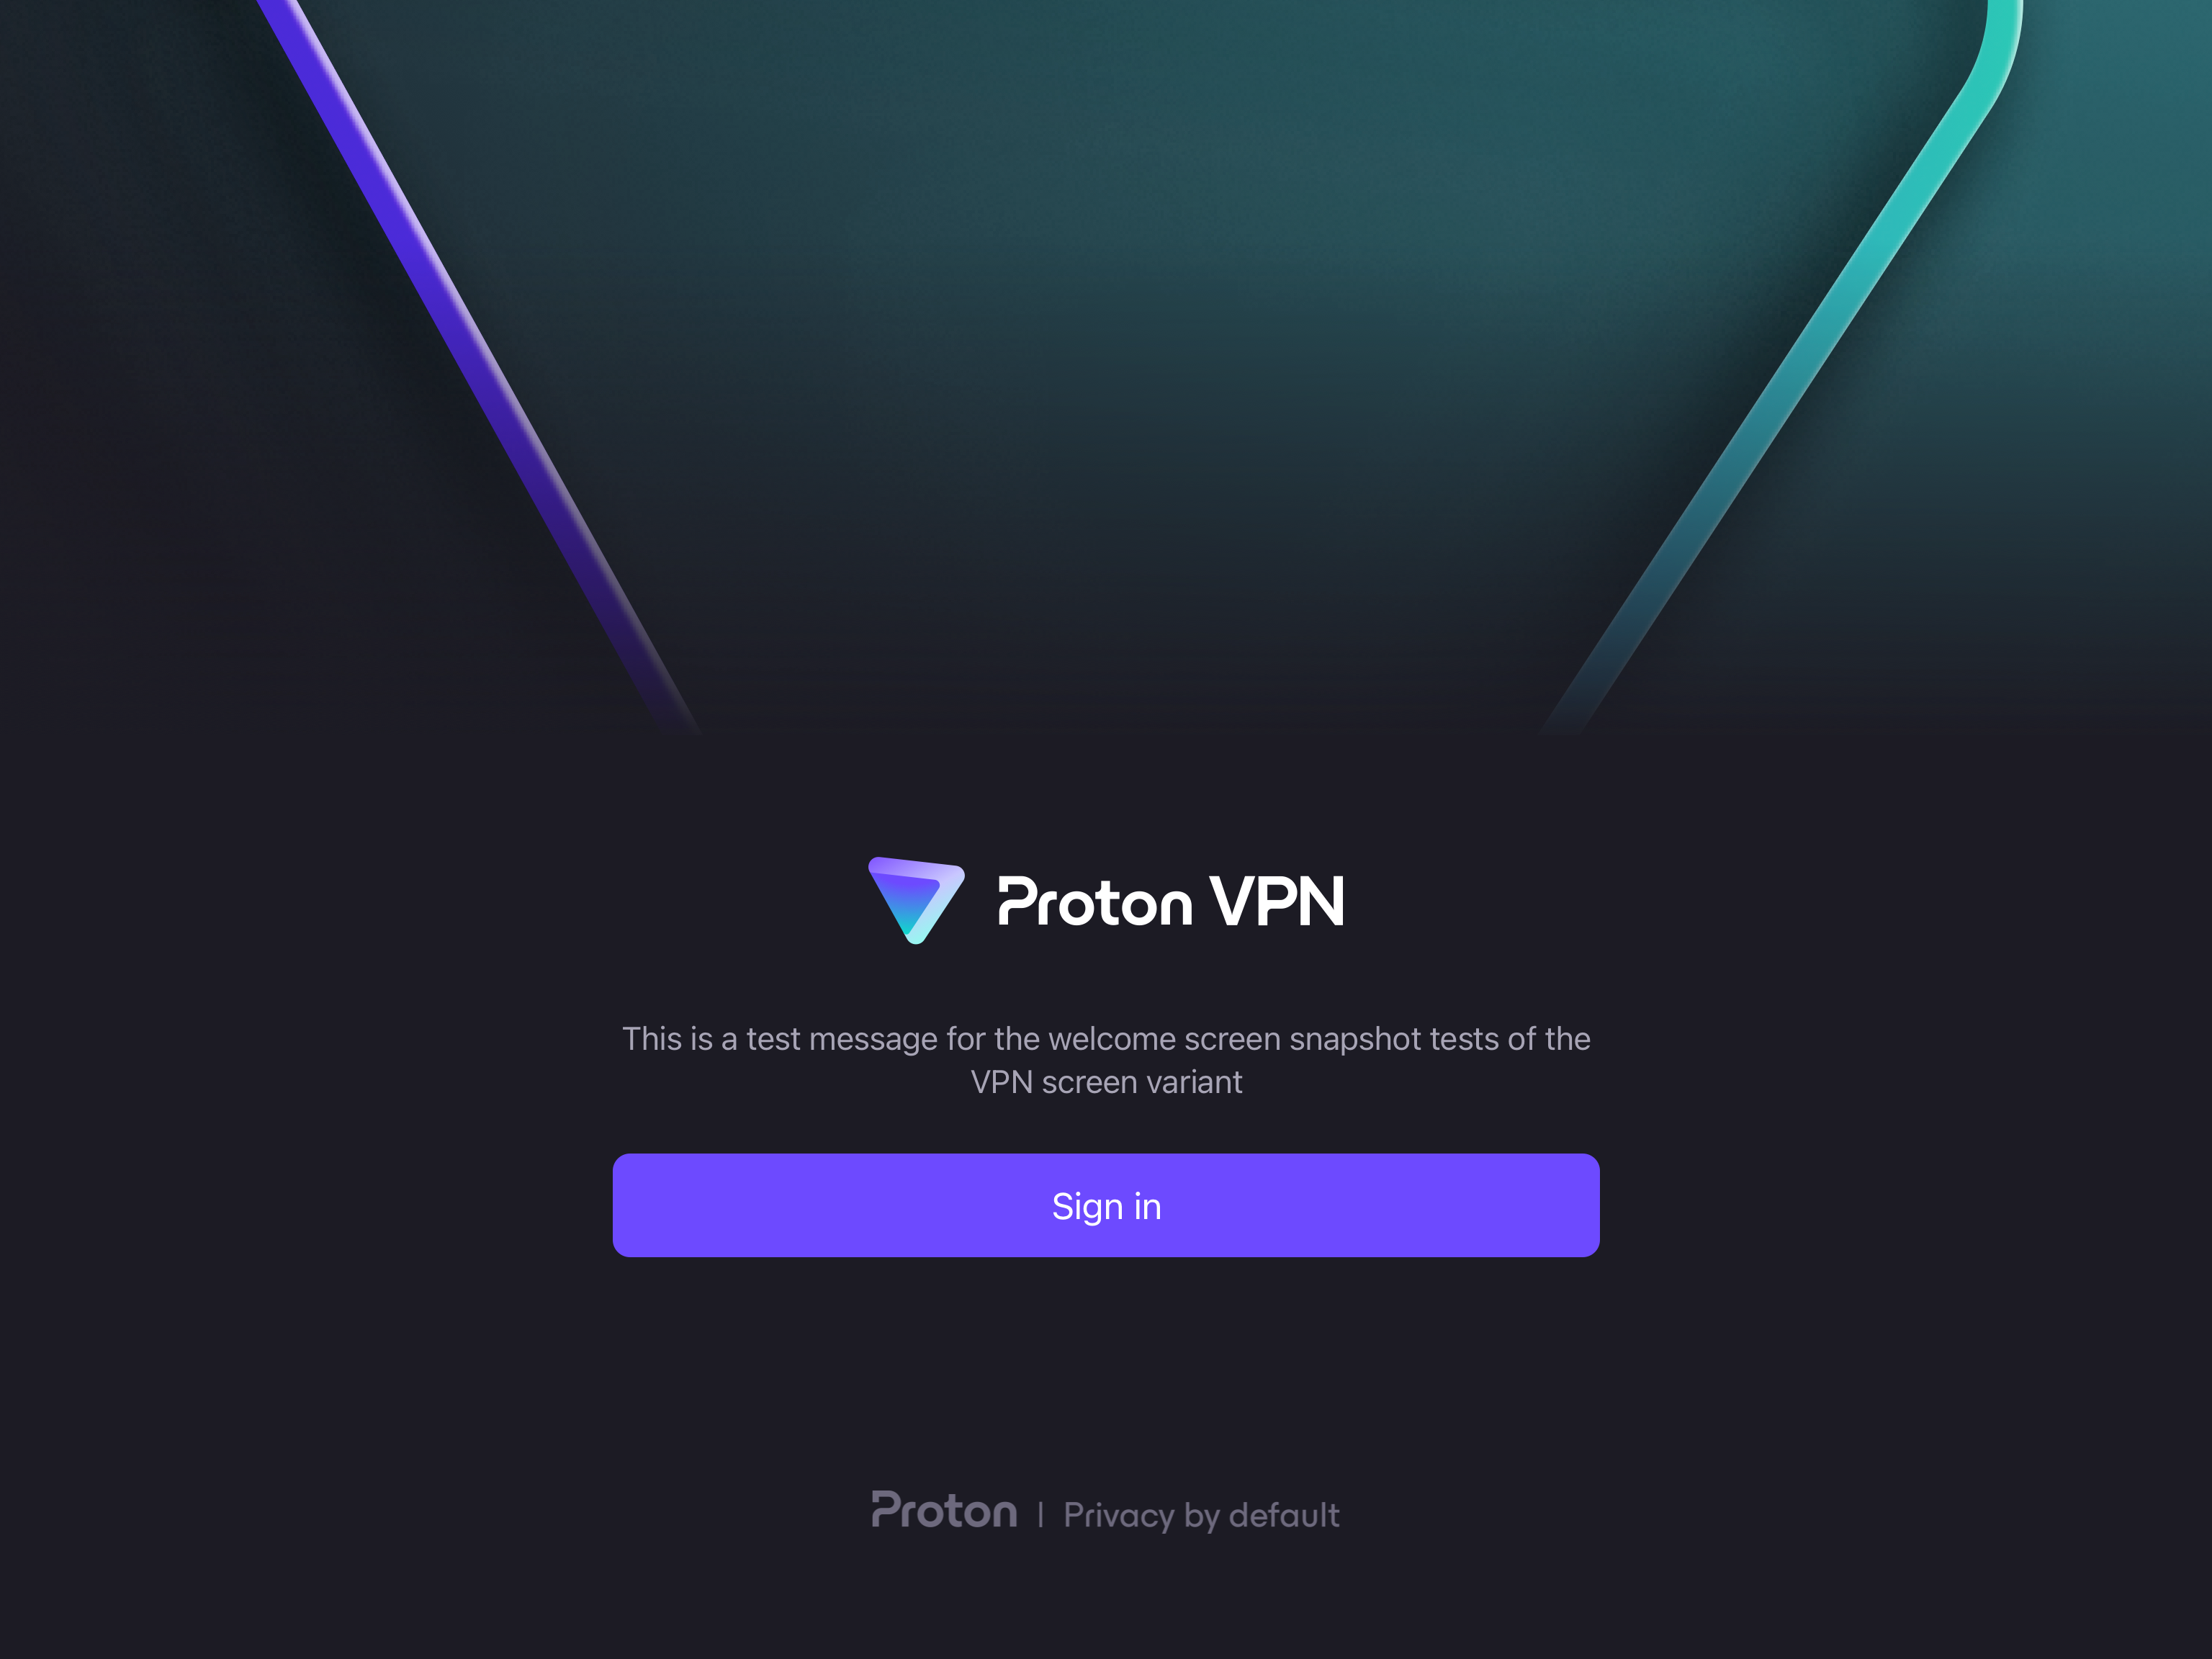 Proton VPN
This is a test message for the welcome screen snapshot tests of the
VPN screen variant
Sign in
Proton | Privacy by default